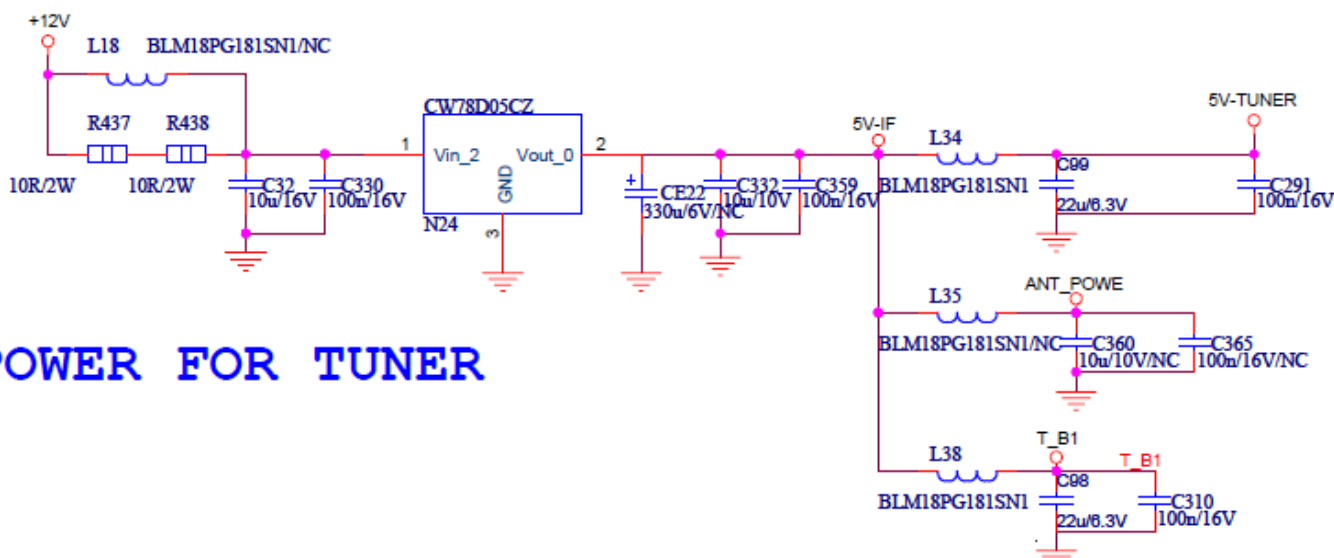 +12V
L18 BLM18PG181SN1/NC
R437 R438
10R/2W 10R/2W
C32
10u/16V
C330
100n/16V
CW78D05CZ
1 Vin_2 Vout_0 2
GND
3
N24
CE22
+
330u/6V/NC
C332
10u/10V
C359
100n/16V
5V-IF
L34
BLM18PG181SN1
C99
22u/6.3V
5V-TUNER
C291
100n/16V
L35
BLM18PG181SN1/NC
ANT_POWE
C360
10u/10V/NC
C365
100n/16V/NC
POWER FOR TUNER
L38
BLM18PG181SN1
T_B1
T_B1
C98
22u/6.3V
C310
100n/16V